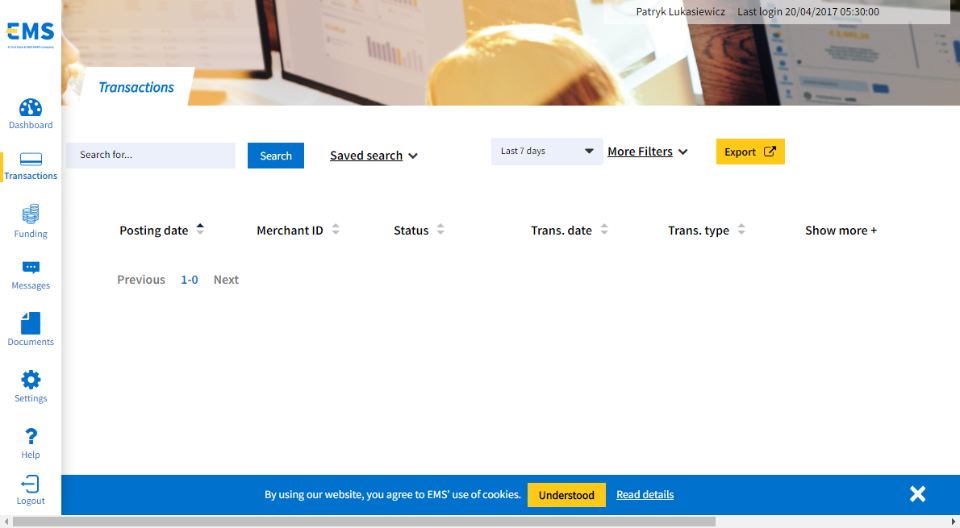 Patryk Lukasiewicz Last login 20/04/2017 05:30:00
EMS
Transactions
Dashboard
Transactions
Funding
Messages
Documents
Settings
Help
Logout
Search for...
Search
Saved search
Last 7 days
More Filters
Export
Posting date
Merchant ID
Status
Trans. date
Trans. type
Show more +
Previous 1-0 Next
By using our website, you agree to EMS' use of cookies.
Understood
Read details